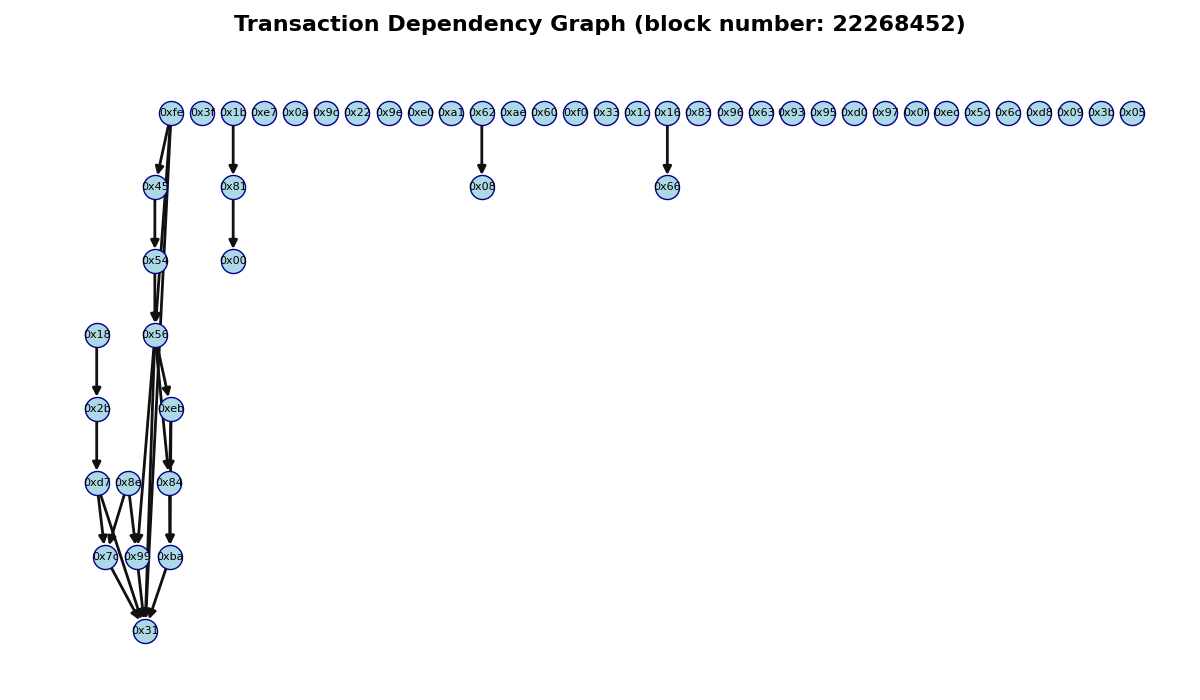 Transaction Dependency Graph (block number: 22268452)
0xfe 0x3f 0x1b 0xe7 0x0a 0x9c 0x22 0x9e 0xe0 0xa1 0x62 0xae 0x60 0xf0 0x33 0x1c 0x16 0x83 0x96 0x63 0x93 0x95 0xd0 0x97 0x0f 0xec 0x5c 0x6c 0xd8 0x09 0x3b 0x05
0x45 0x81 0x08 0x66
0x54 0x00
0x18 0x56
0x2b 0xeb
0xd7 0x8e 0x84
0x7c 0x99 0xba
0x31